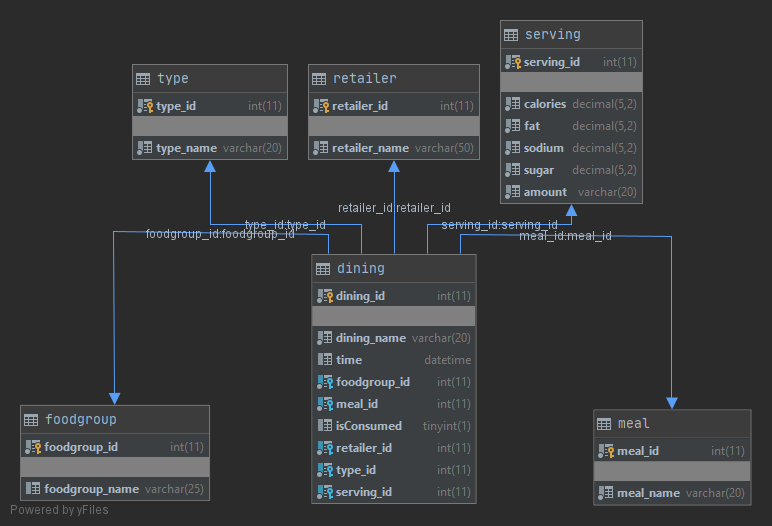 serving
serving_id int(11)
calories decimal(5,2)
fat decimal(5,2)
sodium decimal(5,2)
sugar decimal(5,2)
amount varchar(20)
type
type_id int(11)
type_name varchar(20)
retailer
retailer_id int(11)
retailer_name varchar(50)
retailer_id:retailer_id
type_id:type_id
serving_id:serving_id
foodgroup_id:foodgroup_id
meal_id:meal_id
dining
dining_id int(11)
dining_name varchar(20)
time datetime
foodgroup_id int(11)
meal_id int(11)
isConsumed tinyint(1)
retailer_id int(11)
type_id int(11)
serving_id int(11)
foodgroup
foodgroup_id int(11)
foodgroup_name varchar(25)
meal
meal_id int(11)
meal_name varchar(20)
Powered by yFiles